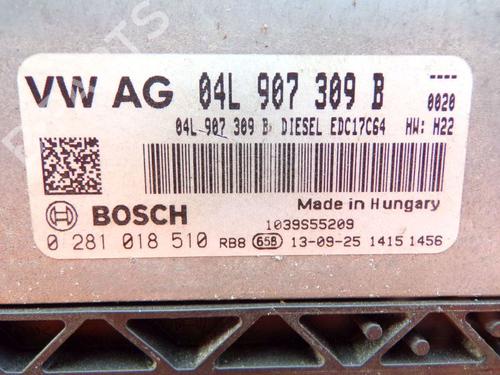 VW AG 04L 907 309 B ----
0020
04L 907 309 B DIESEL EDC17C64 HW: H22
BOSCH
Made in Hungary
1039S55209
0 281 018 510 RB8 658 13-09-25 1415 1456